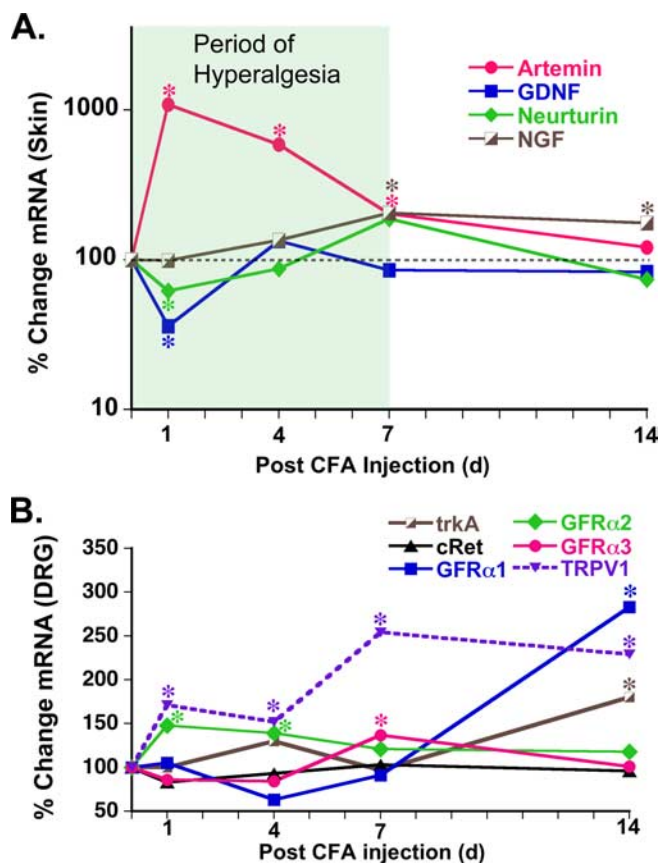 A.
Period of
Hyperalgesia
Artemin
GDNF
Neurturin
NGF
% Change mRNA (Skin)
1000
100
10
1 4 7 14
Post CFA Injection (d)
B.
trkA
cRet
GFRα1
GFRα2
GFRα3
TRPV1
% Change mRNA (DRG)
350
300
250
200
150
100
50
1 4 7 14
Post CFA injection (d)